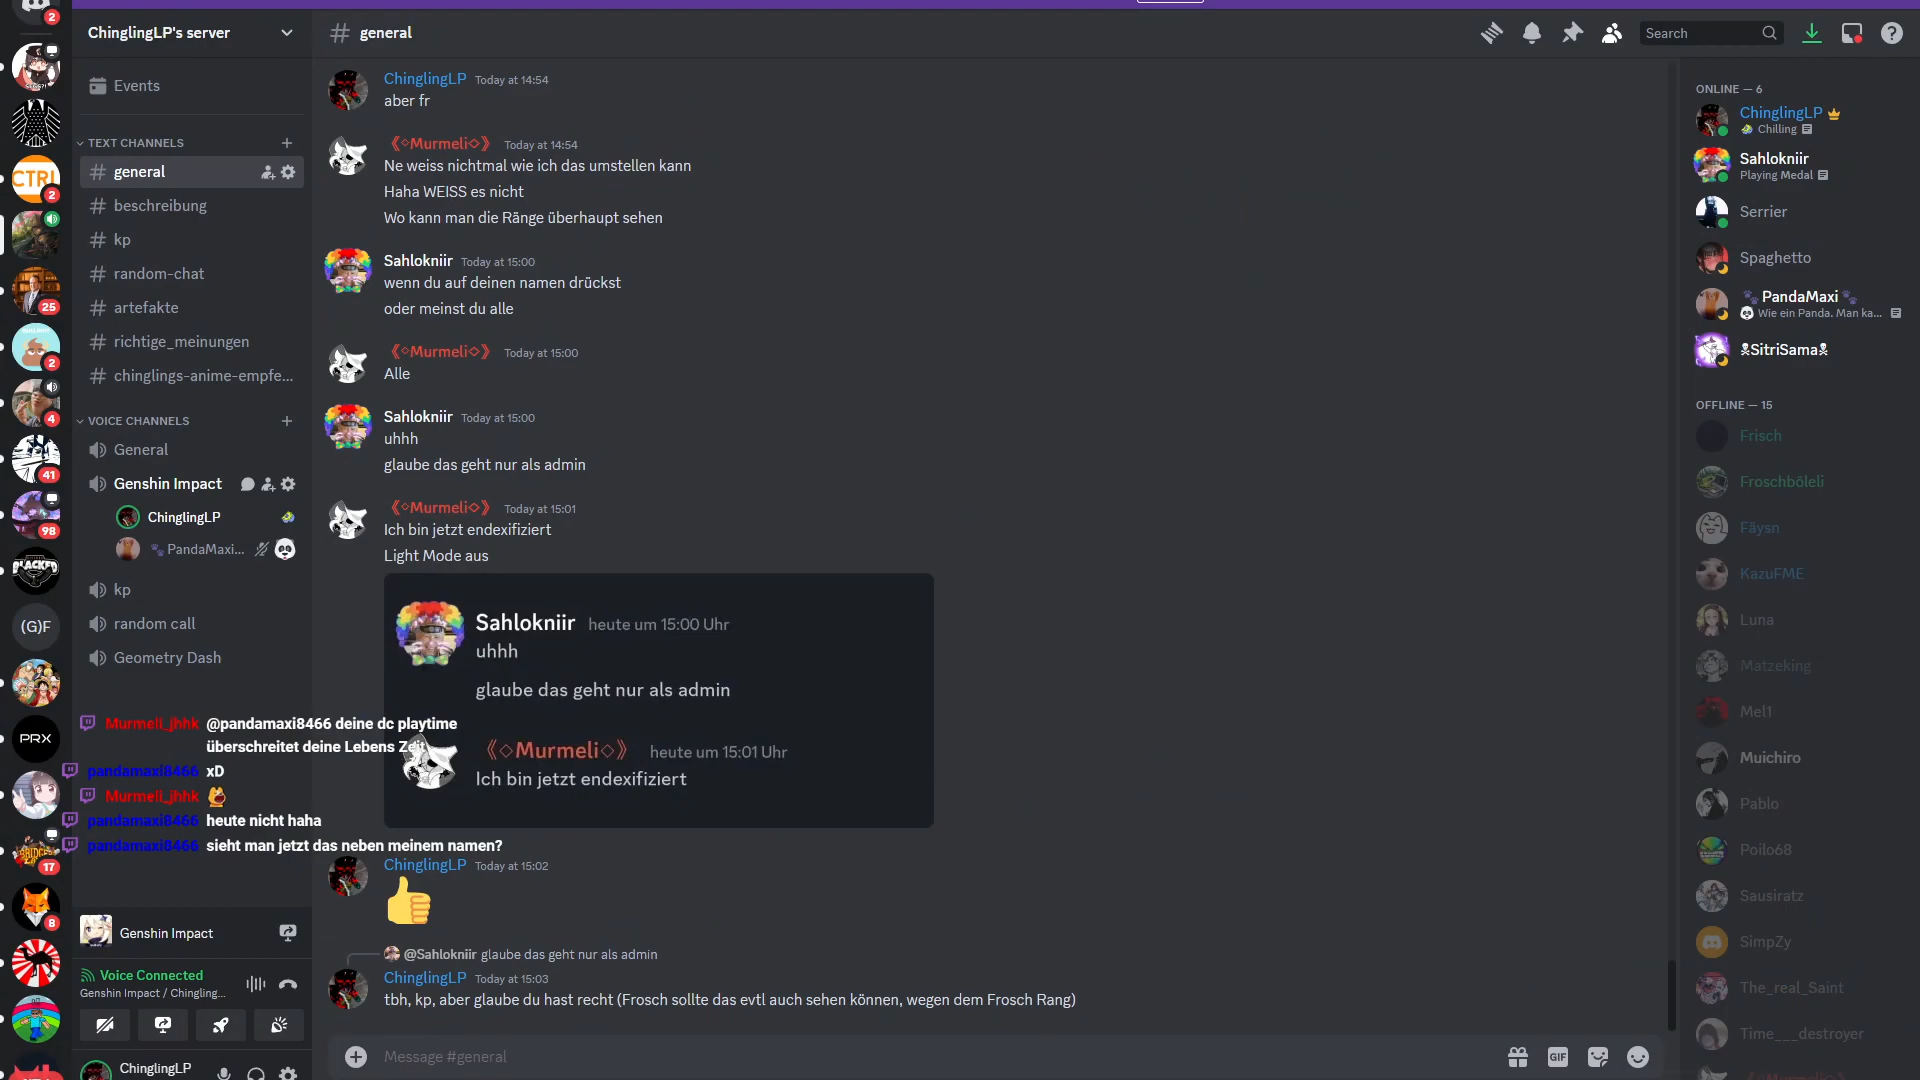 2
ChinglingLP's server
general
Search
Events
TEXT CHANNELS
general
beschreibung
kp
random-chat
artefakte
richtige_meinungen
chinglings-anime-empfe...
VOICE CHANNELS
General
Genshin Impact
ChinglingLP
PandaMaxi...
kp
random call
Geometry Dash
CTRL
2
25
2
4
41
98
BLACKED
(G)F
PRX
17
8
Murmeli_jhhk @pandamaxi8466 deine dc playtime
überschreitet deine Lebens Zeit
pandamaxi8466 xD
Murmeli_jhhk
pandamaxi8466 heute nicht haha
pandamaxi8466 sieht man jetzt das neben meinem namen?
Genshin Impact
Voice Connected
Genshin Impact / Chingling...
ChinglingLP
ChinglingLP Today at 14:54
aber fr
《◇Murmeli◇》 Today at 14:54
Ne weiss nichtmal wie ich das umstellen kann
Haha WEISS es nicht
Wo kann man die Ränge überhaupt sehen
Sahlokniir Today at 15:00
wenn du auf deinen namen drückst
oder meinst du alle
《◇Murmeli◇》 Today at 15:00
Alle
Sahlokniir Today at 15:00
uhhh
glaube das geht nur als admin
《◇Murmeli◇》 Today at 15:01
Ich bin jetzt endexifiziert
Light Mode aus
Sahlokniir heute um 15:00 Uhr
uhhh
glaube das geht nur als admin
《◇Murmeli◇》 heute um 15:01 Uhr
Ich bin jetzt endexifiziert
ChinglingLP Today at 15:02
@Sahlokniir glaube das geht nur als admin
ChinglingLP Today at 15:03
tbh, kp, aber glaube du hast recht (Frosch sollte das evtl auch sehen können, wegen dem Frosch Rang)
Message #general
GIF
ONLINE — 6
ChinglingLP
Chilling
Sahlokniir
Playing Medal
Serrier
Spaghetto
PandaMaxi
Wie ein Panda. Man ka...
SitriSama
OFFLINE — 15
Frisch
Froschböleli
Fäysn
KazuFME
Luna
Matzeking
Mel1
Muichiro
Pablo
Poilo68
Sausiratz
SimpZy
The_real_Saint
Time___destroyer